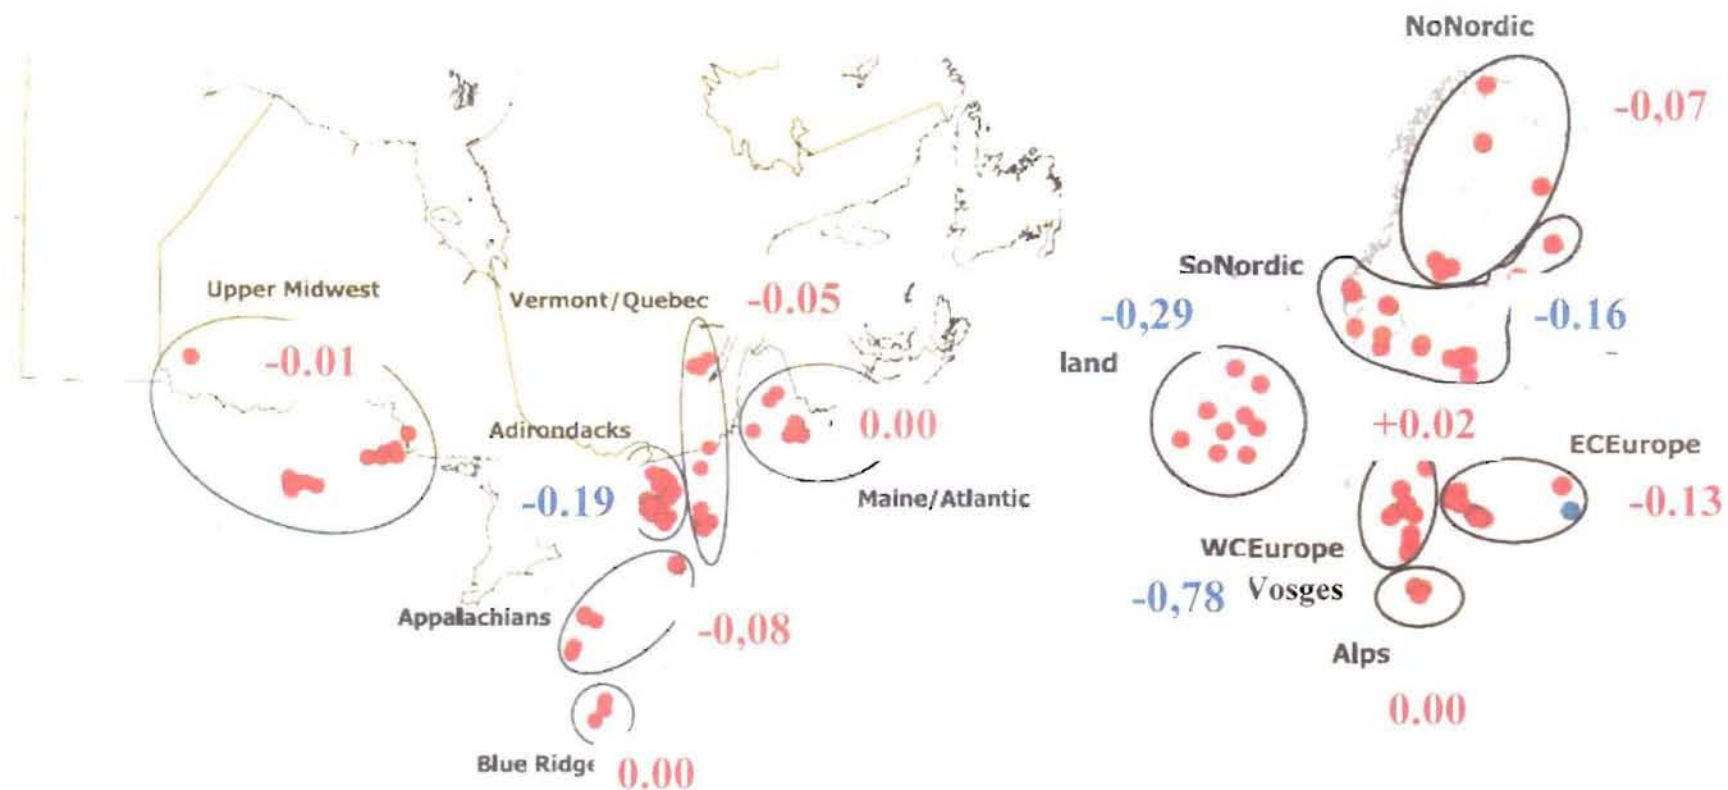 NoNordic
-0,07
SoNordic
Upper Midwest
Vermont/Quebec
-0.05
-0,29
-0.16
-0.01
land
Adirondacks
0.00
+0.02
ECEurope
-0.19
Maine/Atlantic
-0.13
WCEurope
-0,78 Vosges
Appalachians
-0,08
Alps
0.00
Blue Ridge
0.00